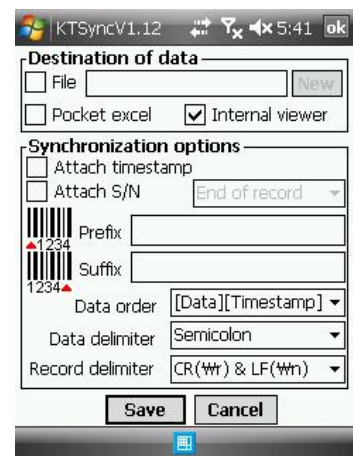 KTSyncV1.12 5:41 ok
Destination of data
File New
Pocket excel Internal viewer
Synchronization options
Attach timestamp
Attach S/N End of record
1234 Prefix
1234 Suffix
Data order [Data][Timestamp]
Data delimiter Semicolon
Record delimiter CR(₩r) & LF(₩n)
Save Cancel